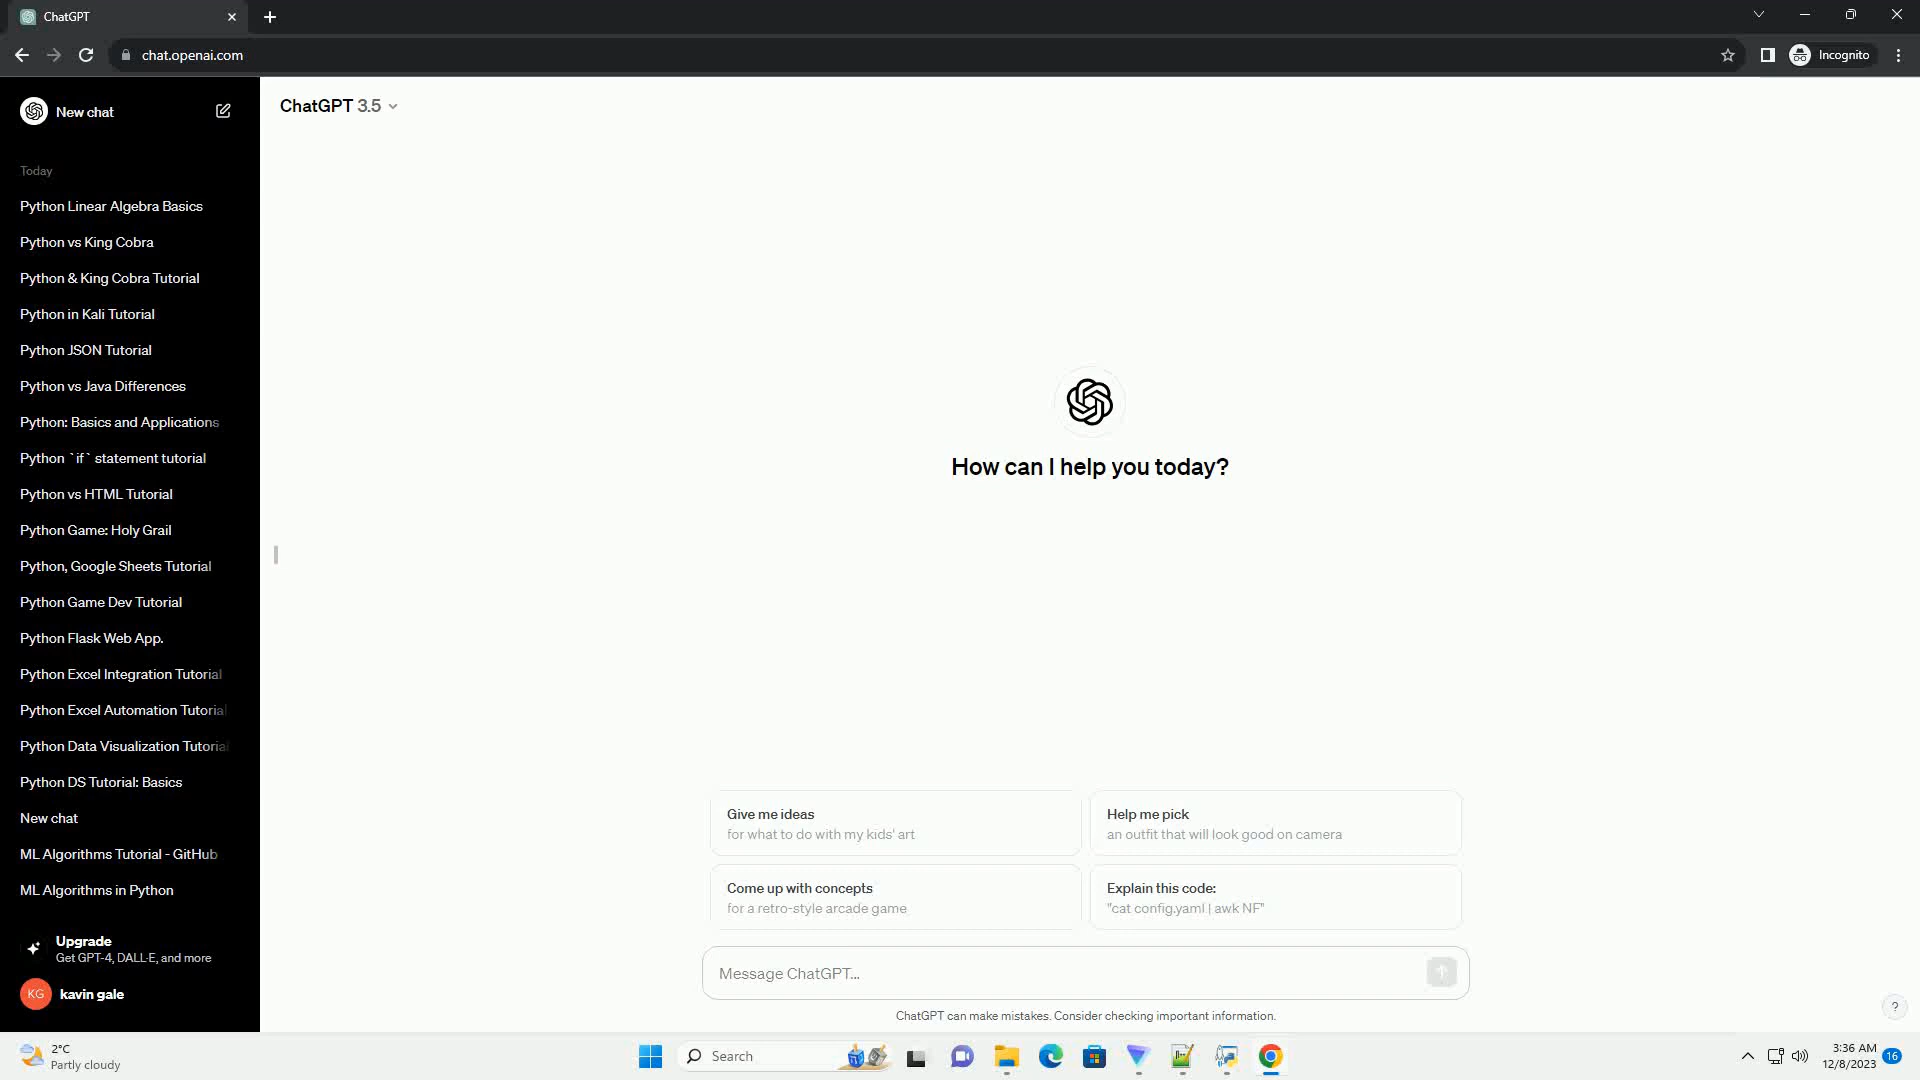 ChatGPT
chat.openai.com
Incognito
New chat
ChatGPT 3.5
Today
Python Linear Algebra Basics
Python vs King Cobra
Python & King Cobra Tutorial
Python in Kali Tutorial
Python JSON Tutorial
Python vs Java Differences
Python: Basics and Applications
Python `if` statement tutorial
Python vs HTML Tutorial
Python Game: Holy Grail
Python, Google Sheets Tutorial
Python Game Dev Tutorial
Python Flask Web App.
Python Excel Integration Tutorial
Python Excel Automation Tutorial
Python Data Visualization Tutorial
Python DS Tutorial: Basics
New chat
ML Algorithms Tutorial - GitHub
ML Algorithms in Python
Upgrade
Get GPT-4, DALL·E, and more
KG
kavin gale
How can I help you today?
Give me ideas
for what to do with my kids' art
Help me pick
an outfit that will look good on camera
Come up with concepts
for a retro-style arcade game
Explain this code:
"cat config.yaml | awk NF"
Message ChatGPT...
ChatGPT can make mistakes. Consider checking important information.
?
2°C
Partly cloudy
Search
3:36 AM
12/8/2023
16